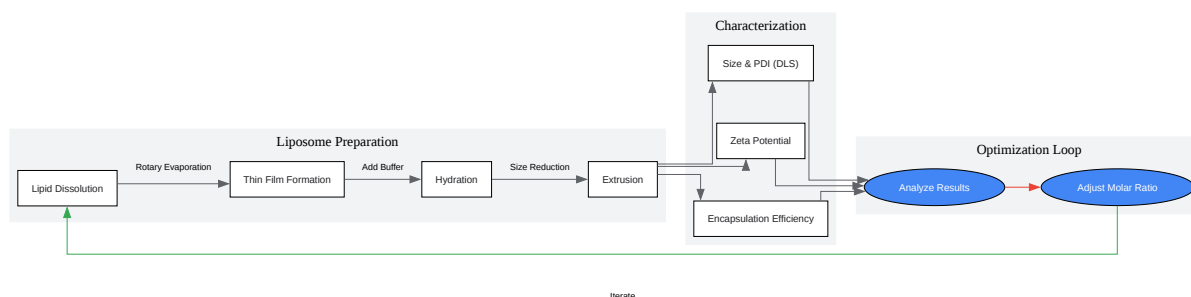 Characterization
Size & PDI (DLS)
Liposome Preparation
Zeta Potential
Optimization Loop
Rotary Evaporation
Add Buffer
Size Reduction
Lipid Dissolution
Thin Film Formation
Hydration
Extrusion
Analyze Results
Adjust Molar Ratio
Encapsulation Efficiency
Iterate